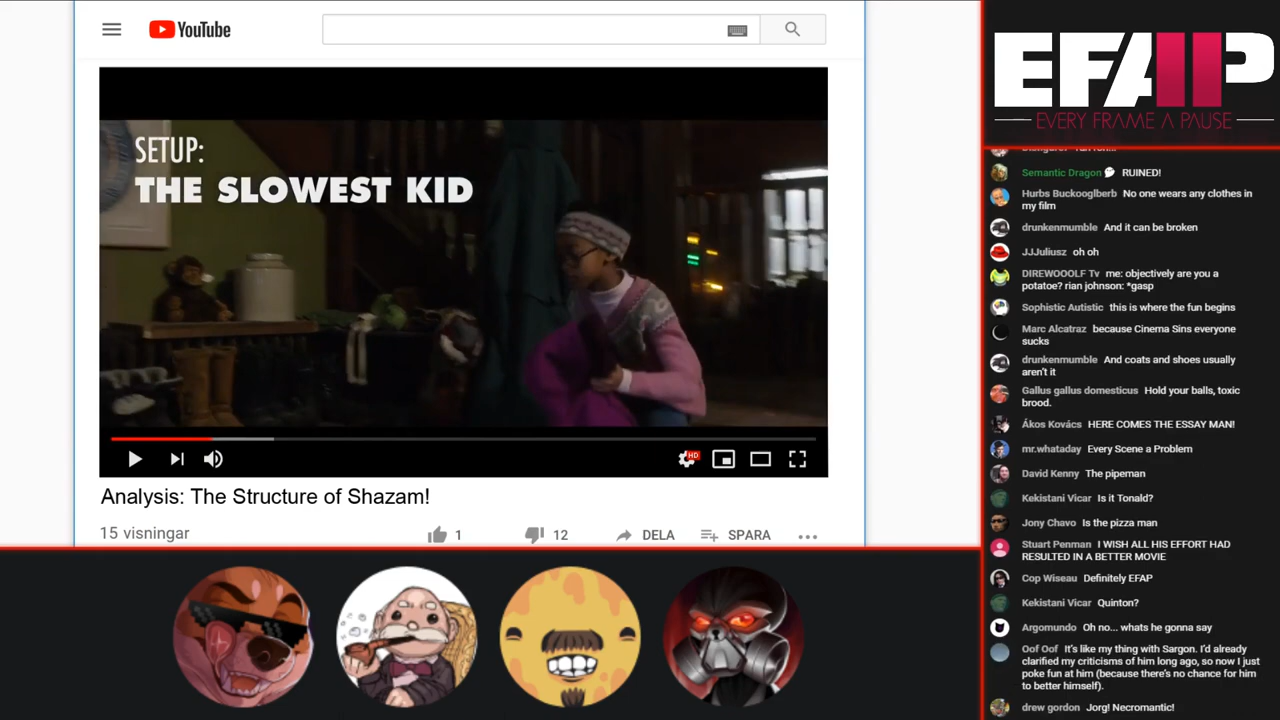 YouTube
SETUP:
THE SLOWEST KID
HD
Analysis: The Structure of Shazam!
15 visningar
1
12
DELA
SPARA
EFAP
EVERY FRAME A PAUSE
Semantic Dragon RUINED!
Hurbs Buckooglberb No one wears any clothes in
my film
drunkenmumble And it can be broken
JJJuliusz oh oh
DIREWOOOLF Tv me: objectively are you a
potatoe? rian johnson: *gasp
Sophistic Autistic this is where the fun begins
Marc Alcatraz because Cinema Sins everyone
sucks
drunkenmumble And coats and shoes usually
aren't it
Gallus gallus domesticus Hold your balls, toxic
brood.
Ákos Kovács HERE COMES THE ESSAY MAN!
mr.whataday Every Scene a Problem
David Kenny The pipeman
Kekistani Vicar Is it Tonald?
Jony Chavo Is the pizza man
Stuart Penman I WISH ALL HIS EFFORT HAD
RESULTED IN A BETTER MOVIE
Cop Wiseau Definitely EFAP
Kekistani Vicar Quinton?
Argomundo Oh no... whats he gonna say
Oof Oof It's like my thing with Sargon. I'd already
clarified my criticisms of him long ago, so now I just
poke fun at him (because there's no chance for him
to better himself).
drew gordon Jorg! Necromantic!